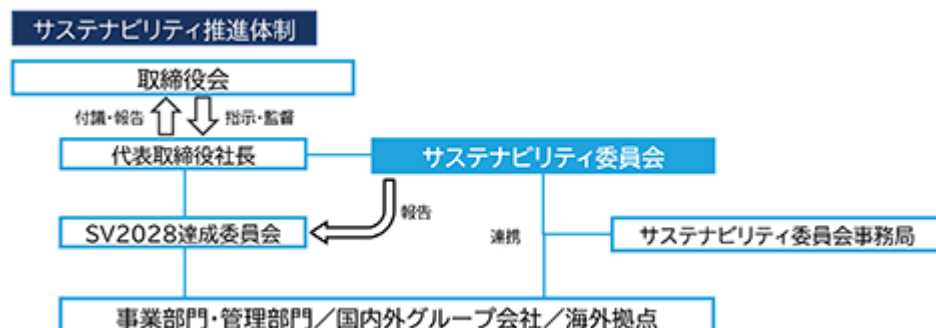 サステナビリティ推進体制
取締役会
付議・報告
指示・監督
代表取締役社長
サステナビリティ委員会
報告
SV2028達成委員会
連携
サステナビリティ委員会事務局
事業部門・管理部門／国内外グループ会社／海外拠点